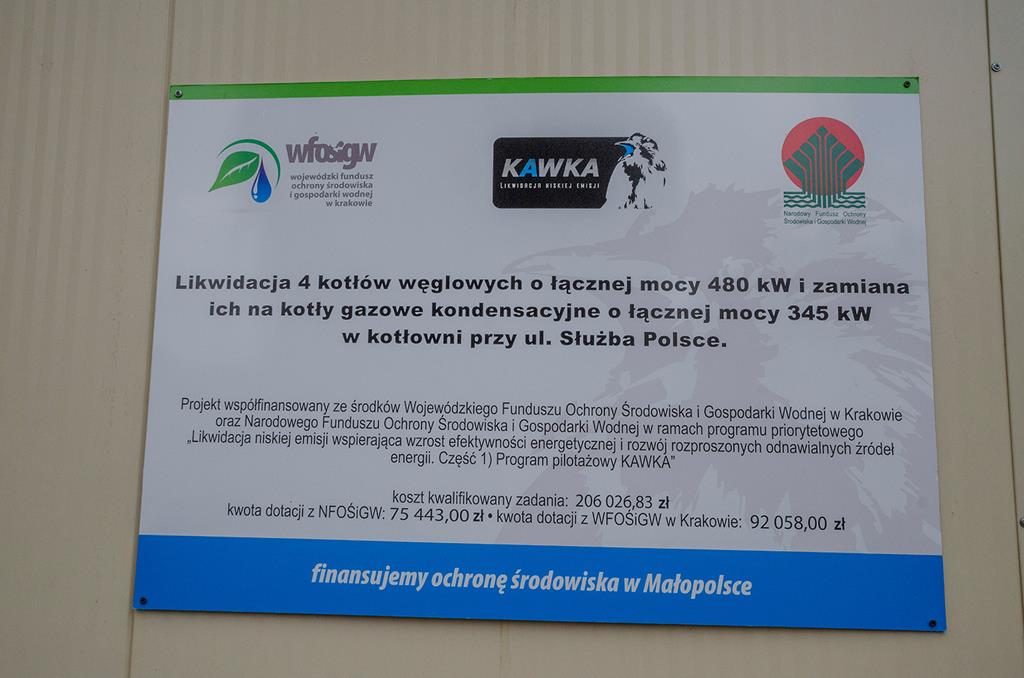 wfośigw
wojewódzki fundusz
ochrony środowiska
i gospodarki wodnej
w krakowie
KAWKA
LIKWIDACJA NISKIEJ EMISJI
Narodowy Fundusz Ochrony
Środowiska i Gospodarki Wodnej
Likwidacja 4 kotłów węglowych o łącznej mocy 480 kW i zamiana
ich na kotły gazowe kondensacyjne o łącznej mocy 345 kW
w kotłowni przy ul. Służba Polsce.
Projekt współfinansowany ze środków Wojewódzkiego Funduszu Ochrony Środowiska i Gospodarki Wodnej w Krakowie
oraz Narodowego Funduszu Ochrony Środowiska i Gospodarki Wodnej w ramach programu priorytetowego
„Likwidacja niskiej emisji wspierająca wzrost efektywności energetycznej i rozwój rozproszonych odnawialnych źródeł
energii. Część 1) Program pilotażowy KAWKA”
koszt kwalifikowany zadania: 206 026,83 zł
kwota dotacji z NFOŚiGW: 75 443,00 zł • kwota dotacji z WFOŚiGW w Krakowie: 92 058,00 zł
finansujemy ochronę środowiska w Małopolsce